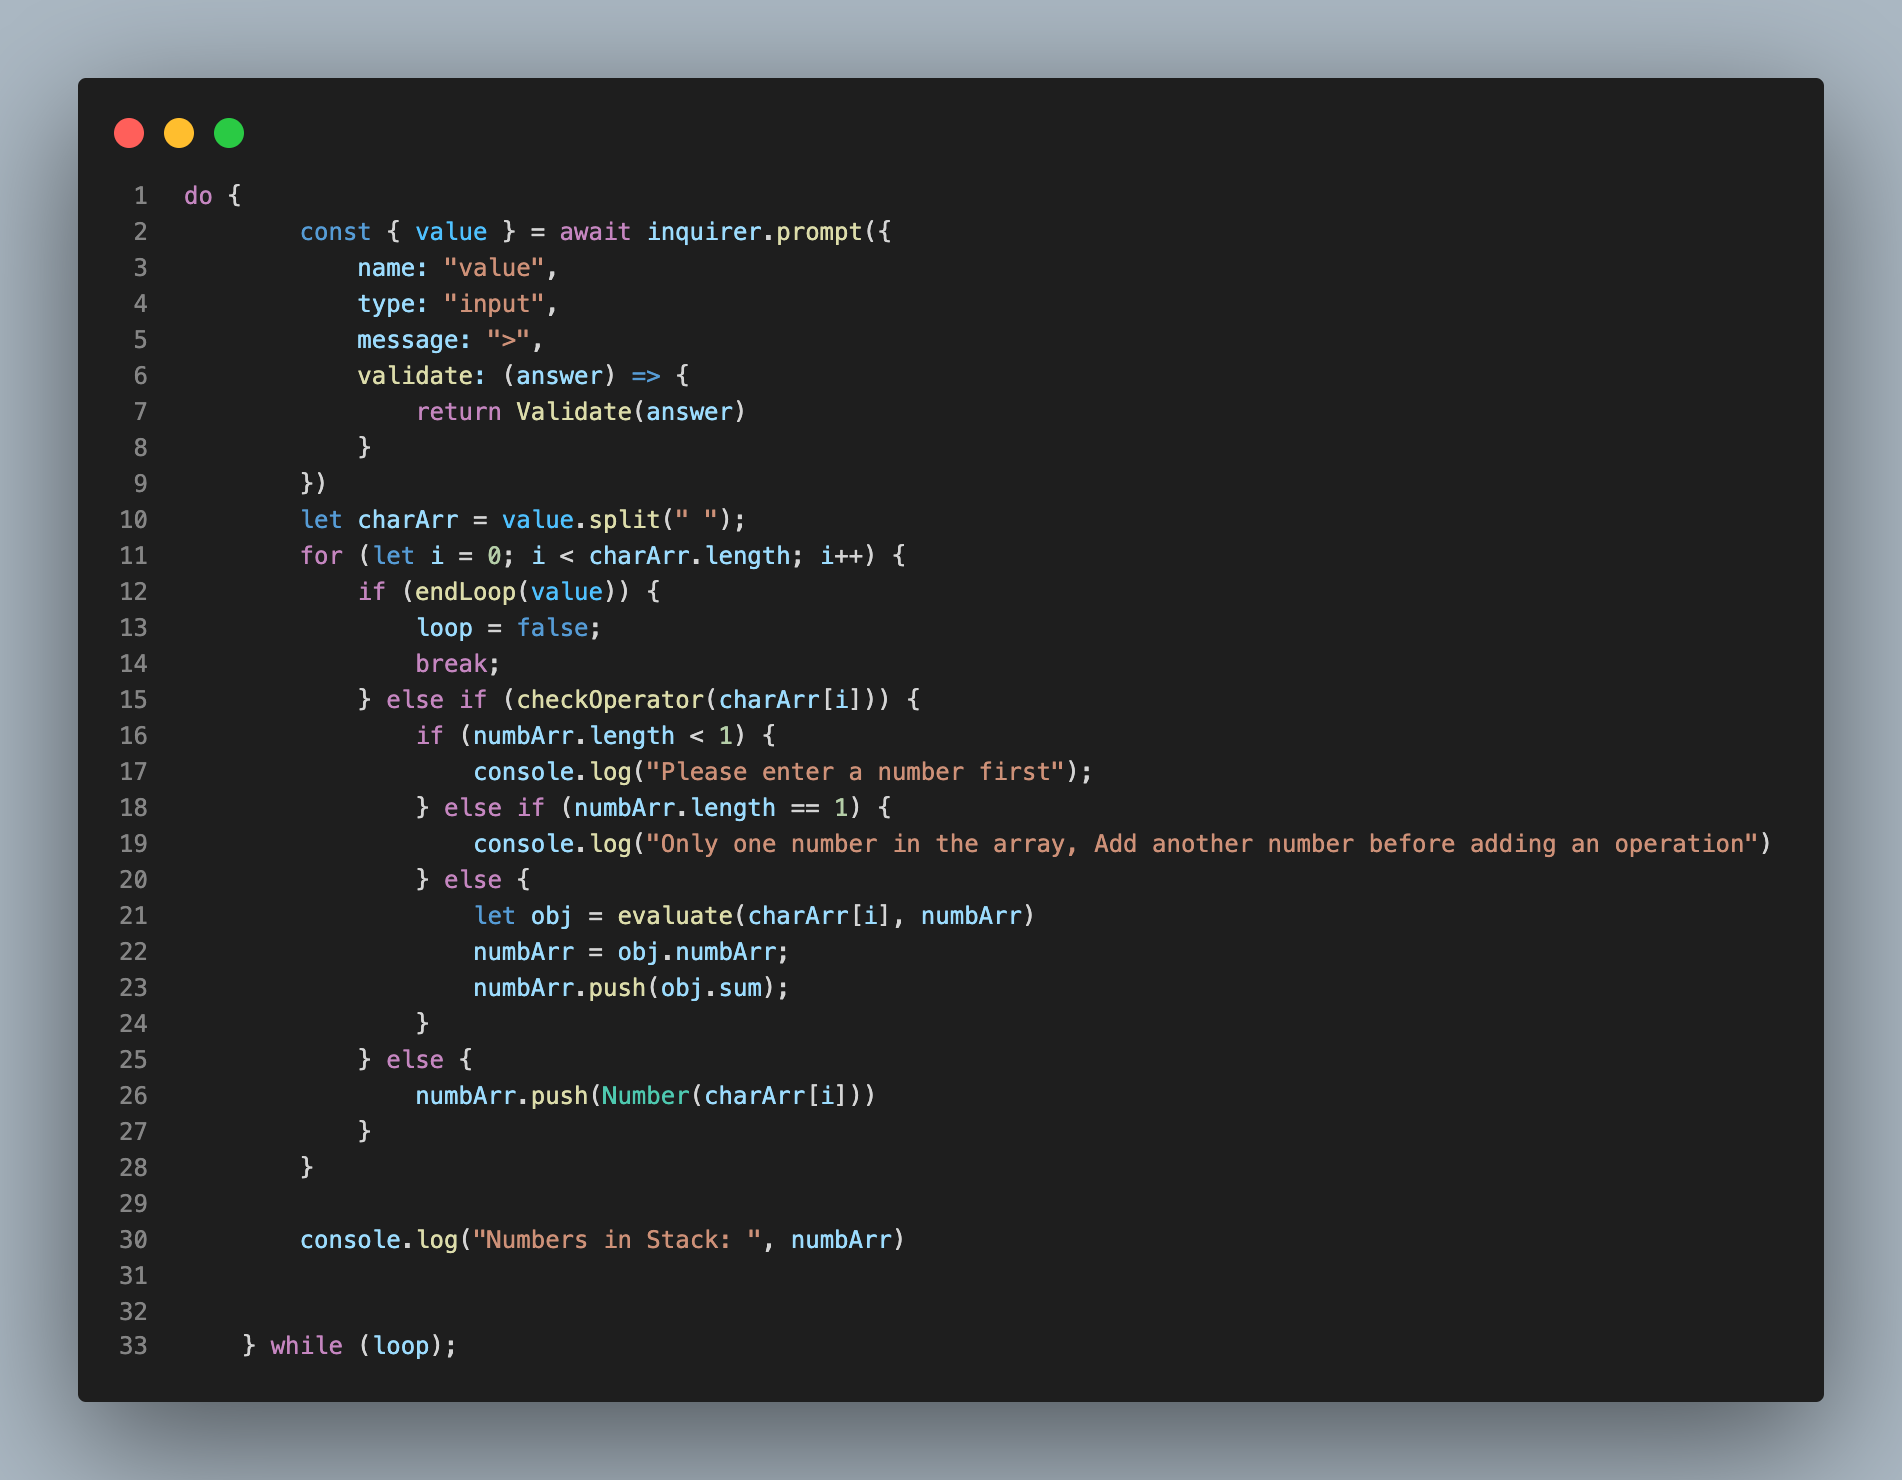 1 do {
2         const { value } = await inquirer.prompt({
3             name: "value",
4             type: "input",
5             message: ">",
6             validate: (answer) => {
7                 return Validate(answer)
8             }
9         })
10         let charArr = value.split(" ");
11         for (let i = 0; i < charArr.length; i++) {
12             if (endLoop(value)) {
13                 loop = false;
14                 break;
15             } else if (checkOperator(charArr[i])) {
16                 if (numbArr.length < 1) {
17                     console.log("Please enter a number first");
18                 } else if (numbArr.length == 1) {
19                     console.log("Only one number in the array, Add another number before adding an operation")
20                 } else {
21                     let obj = evaluate(charArr[i], numbArr)
22                     numbArr = obj.numbArr;
23                     numbArr.push(obj.sum);
24                 }
25             } else {
26                 numbArr.push(Number(charArr[i]))
27             }
28         }
29
30         console.log("Numbers in Stack: ", numbArr)
31
32
33     } while (loop);